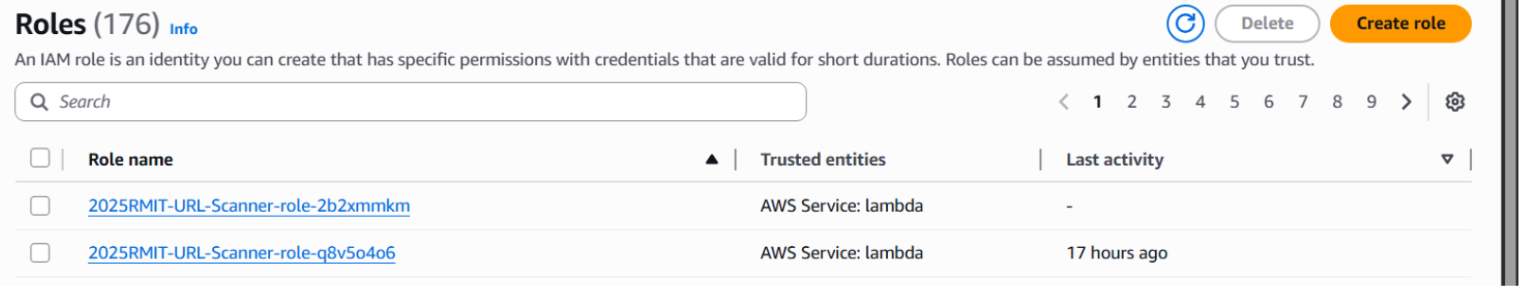 Roles (176) Info
Delete
Create role
An IAM role is an identity you can create that has specific permissions with credentials that are valid for short durations. Roles can be assumed by entities that you trust.
Search
1 2 3 4 5 6 7 8 9
Role name Trusted entities Last activity
2025RMIT-URL-Scanner-role-2b2xmmkm AWS Service: lambda -
2025RMIT-URL-Scanner-role-q8v5o4o6 AWS Service: lambda 17 hours ago